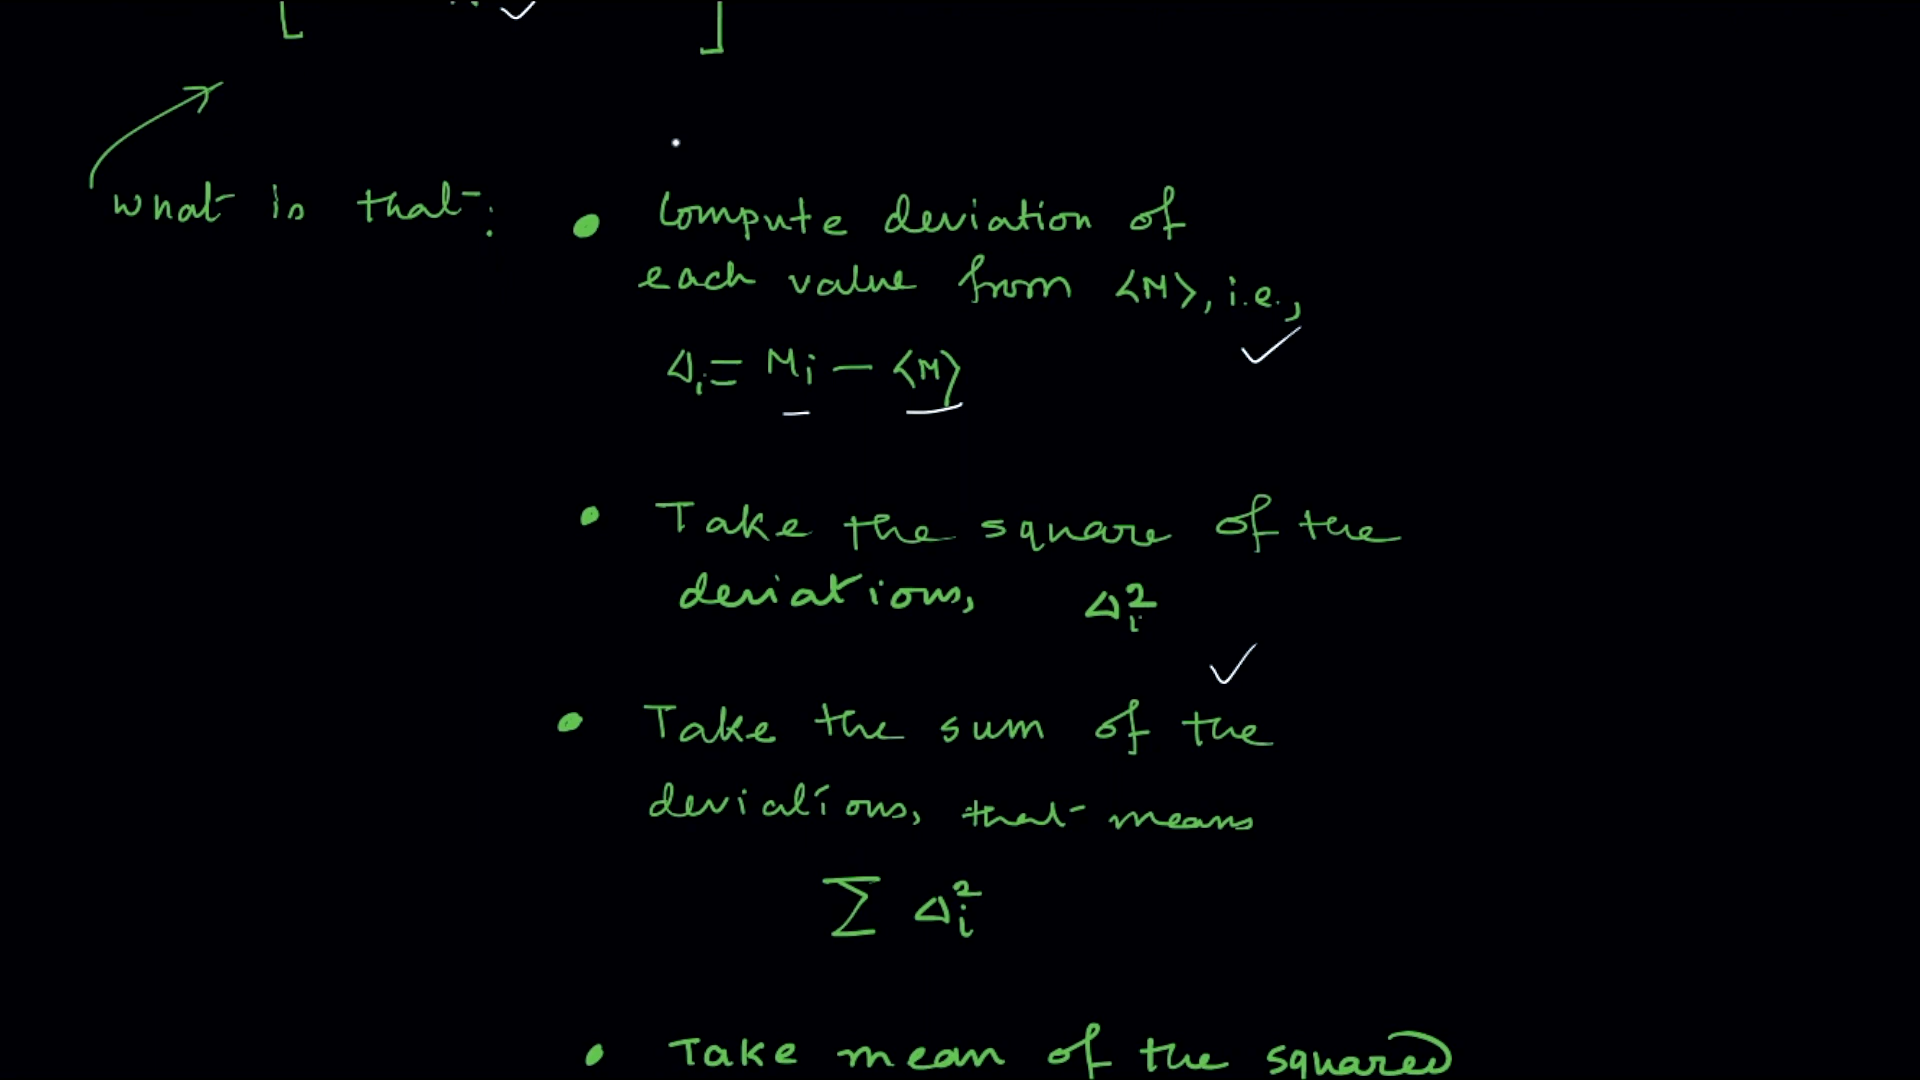 [ ]
what is that:
• Compute deviation of
each value from <M>, i.e.,
Δi = Mi – <M>
• Take the square of the
deviations, Δi²
• Take the sum of the
deviations, that means
∑ Δi²
• Take mean of the squared